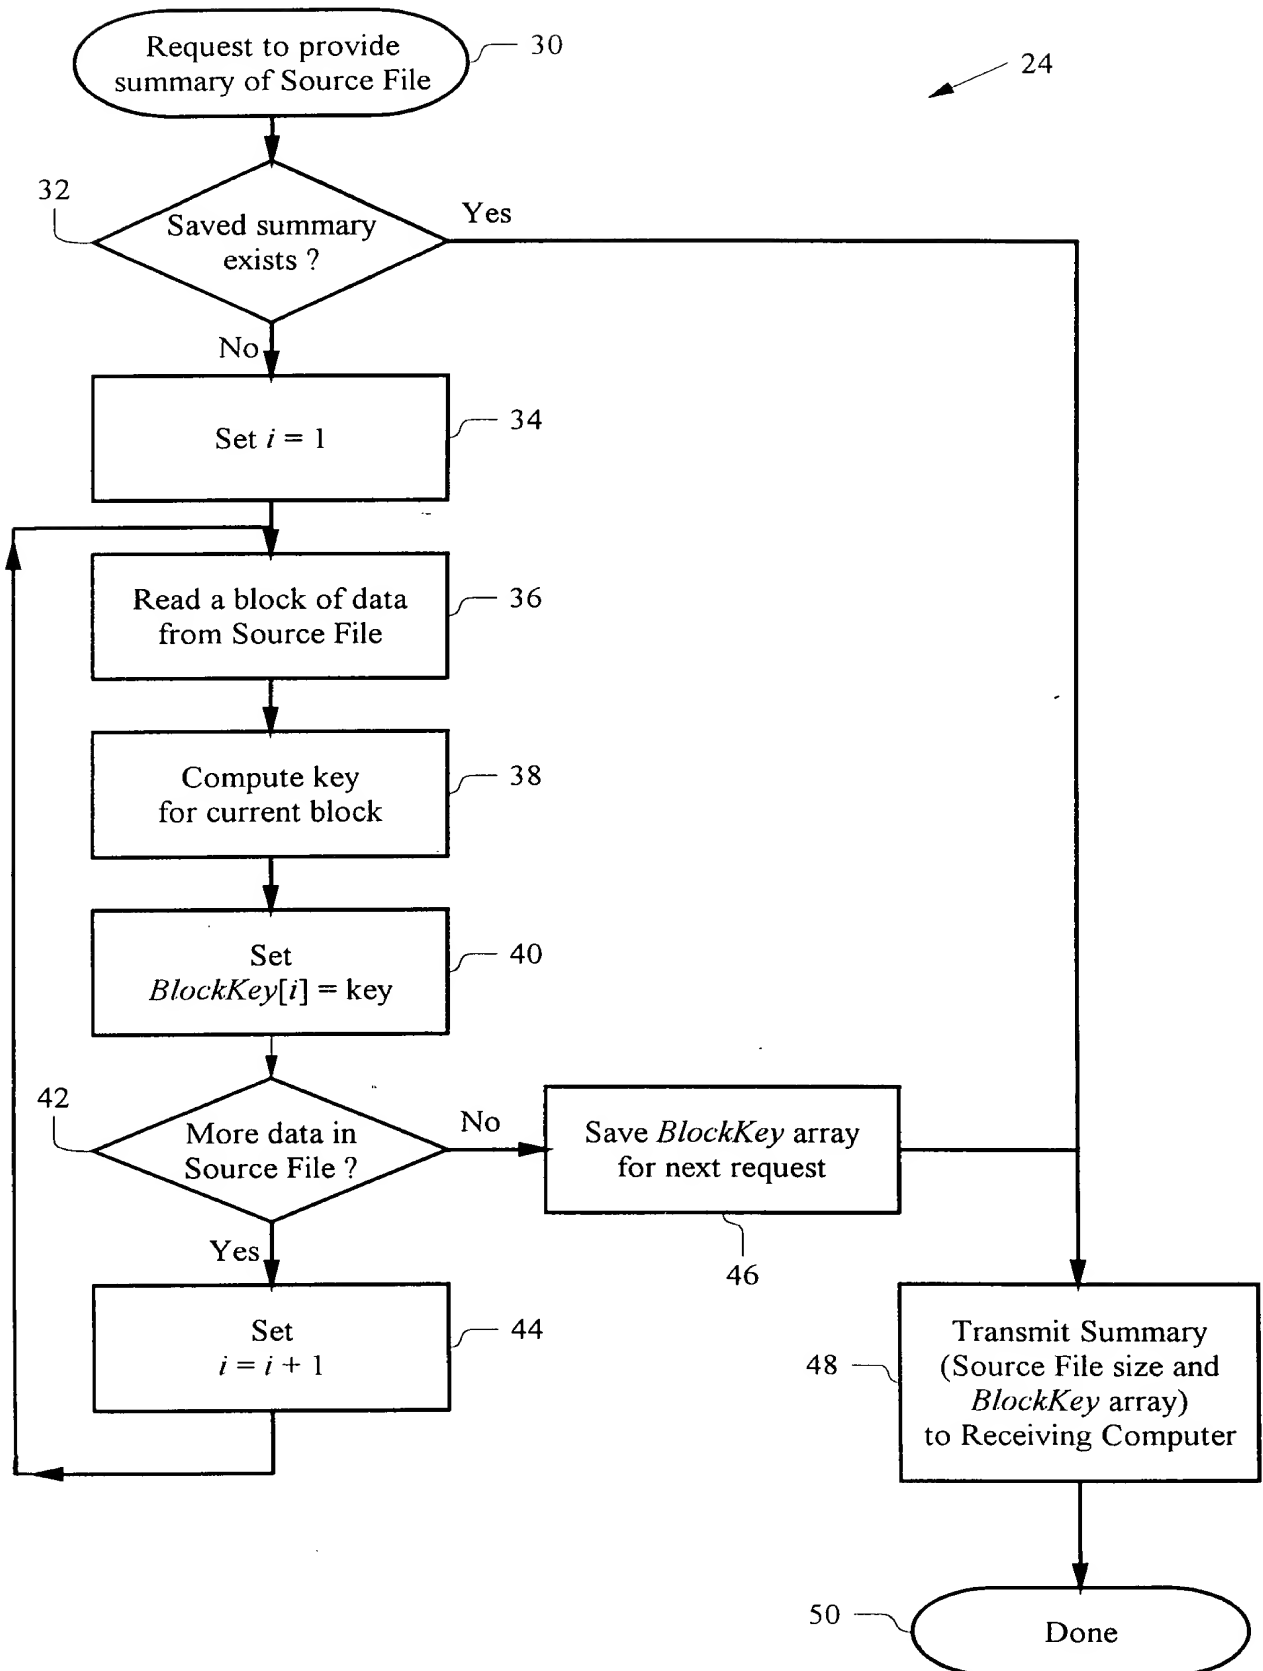 Request to provide
summary of Source File
30
24
32
Saved summary
exists ?
Yes
No
Set i = 1
34
Read a block of data
from Source File
36
Compute key
for current block
38
Set
BlockKey[i] = key
40
42
More data in
Source File ?
No
Save BlockKey array
for next request
46
Yes
Set
i = i + 1
44
48
Transmit Summary
(Source File size and
BlockKey array)
to Receiving Computer
50
Done